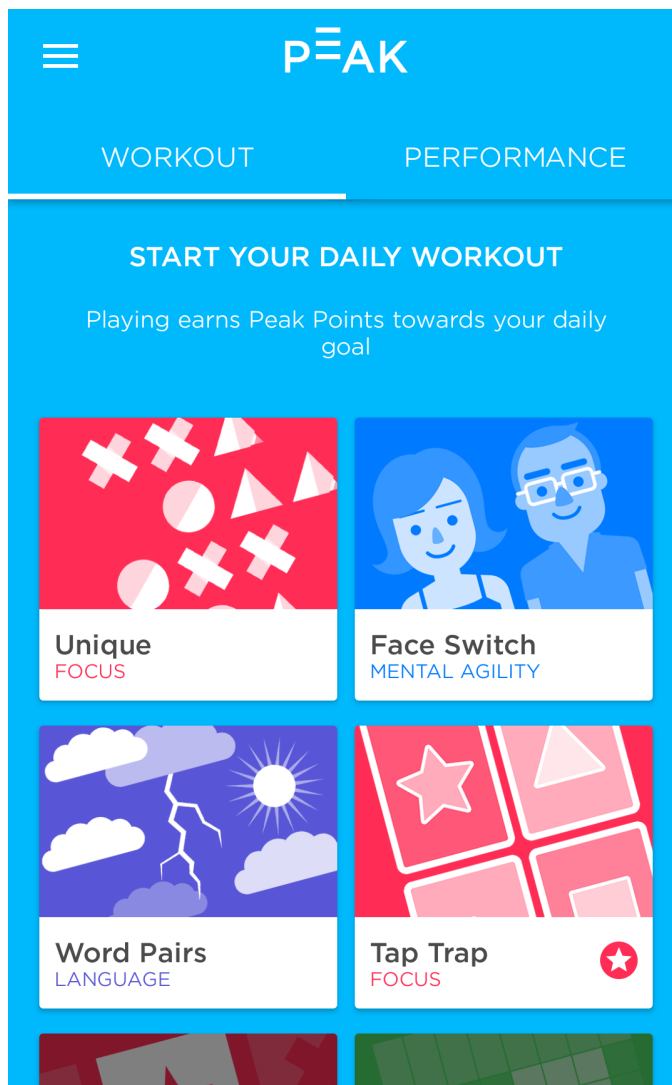 PEAK
WORKOUT
PERFORMANCE
START YOUR DAILY WORKOUT
Playing earns Peak Points towards your daily
goal
Unique
FOCUS
Face Switch
MENTAL AGILITY
Word Pairs
LANGUAGE
Tap Trap
FOCUS